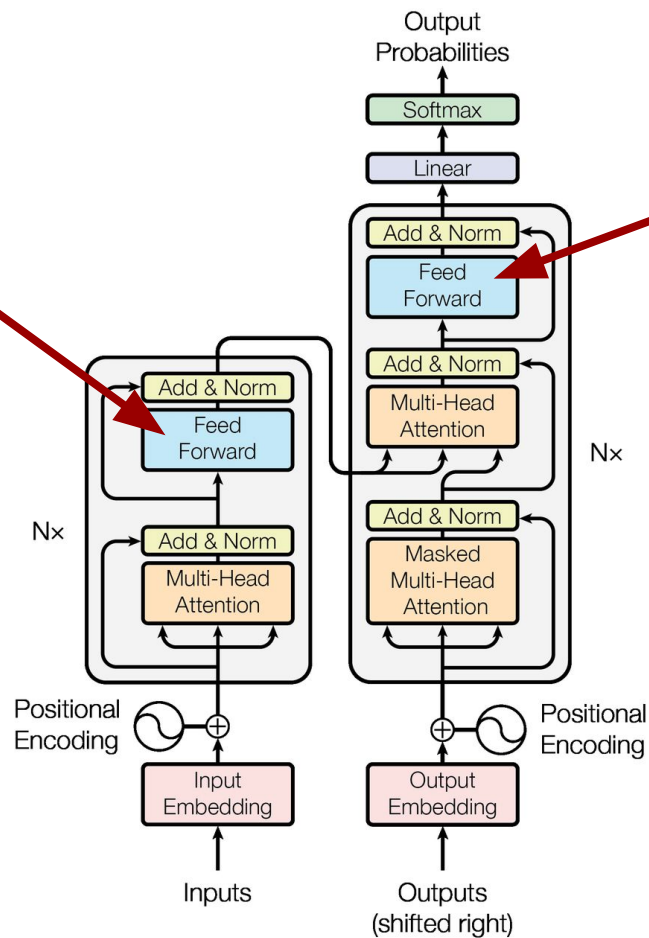 Output
Probabilities
Softmax
Linear
Add & Norm
Feed
Forward
Add & Norm
Multi-Head
Attention
Add & Norm
Masked
Multi-Head
Attention
Nx
Add & Norm
Feed
Forward
Add & Norm
Multi-Head
Attention
Nx
Positional
Encoding
Positional
Encoding
Input
Embedding
Output
Embedding
Inputs
Outputs
(shifted right)